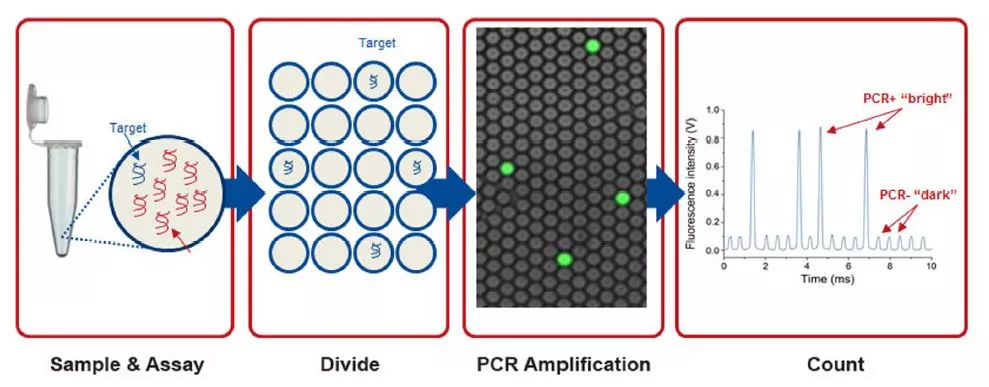 Target
Target
PCR+ “bright”
PCR- “dark”
Fluorescence intensity (V)
1.0
0.8
0.6
0.4
0.2
0.0
0 2 4 6 8 10
Time (ms)
Sample & Assay
Divide
PCR Amplification
Count